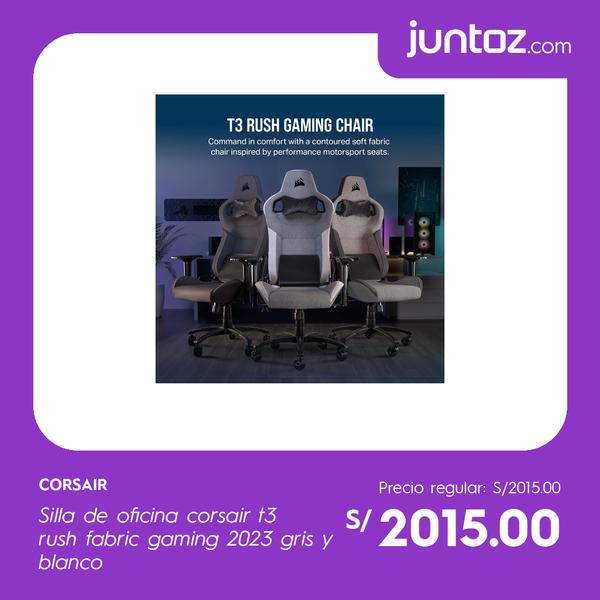 juntoz.com
T3 RUSH GAMING CHAIR
Command in comfort with a contoured soft fabric
chair inspired by performance motorsport seats.
CORSAIR
Silla de oficina corsair t3
rush fabric gaming 2023 gris y
blanco
Precio regular: S/2015.00
S/ 2015.00